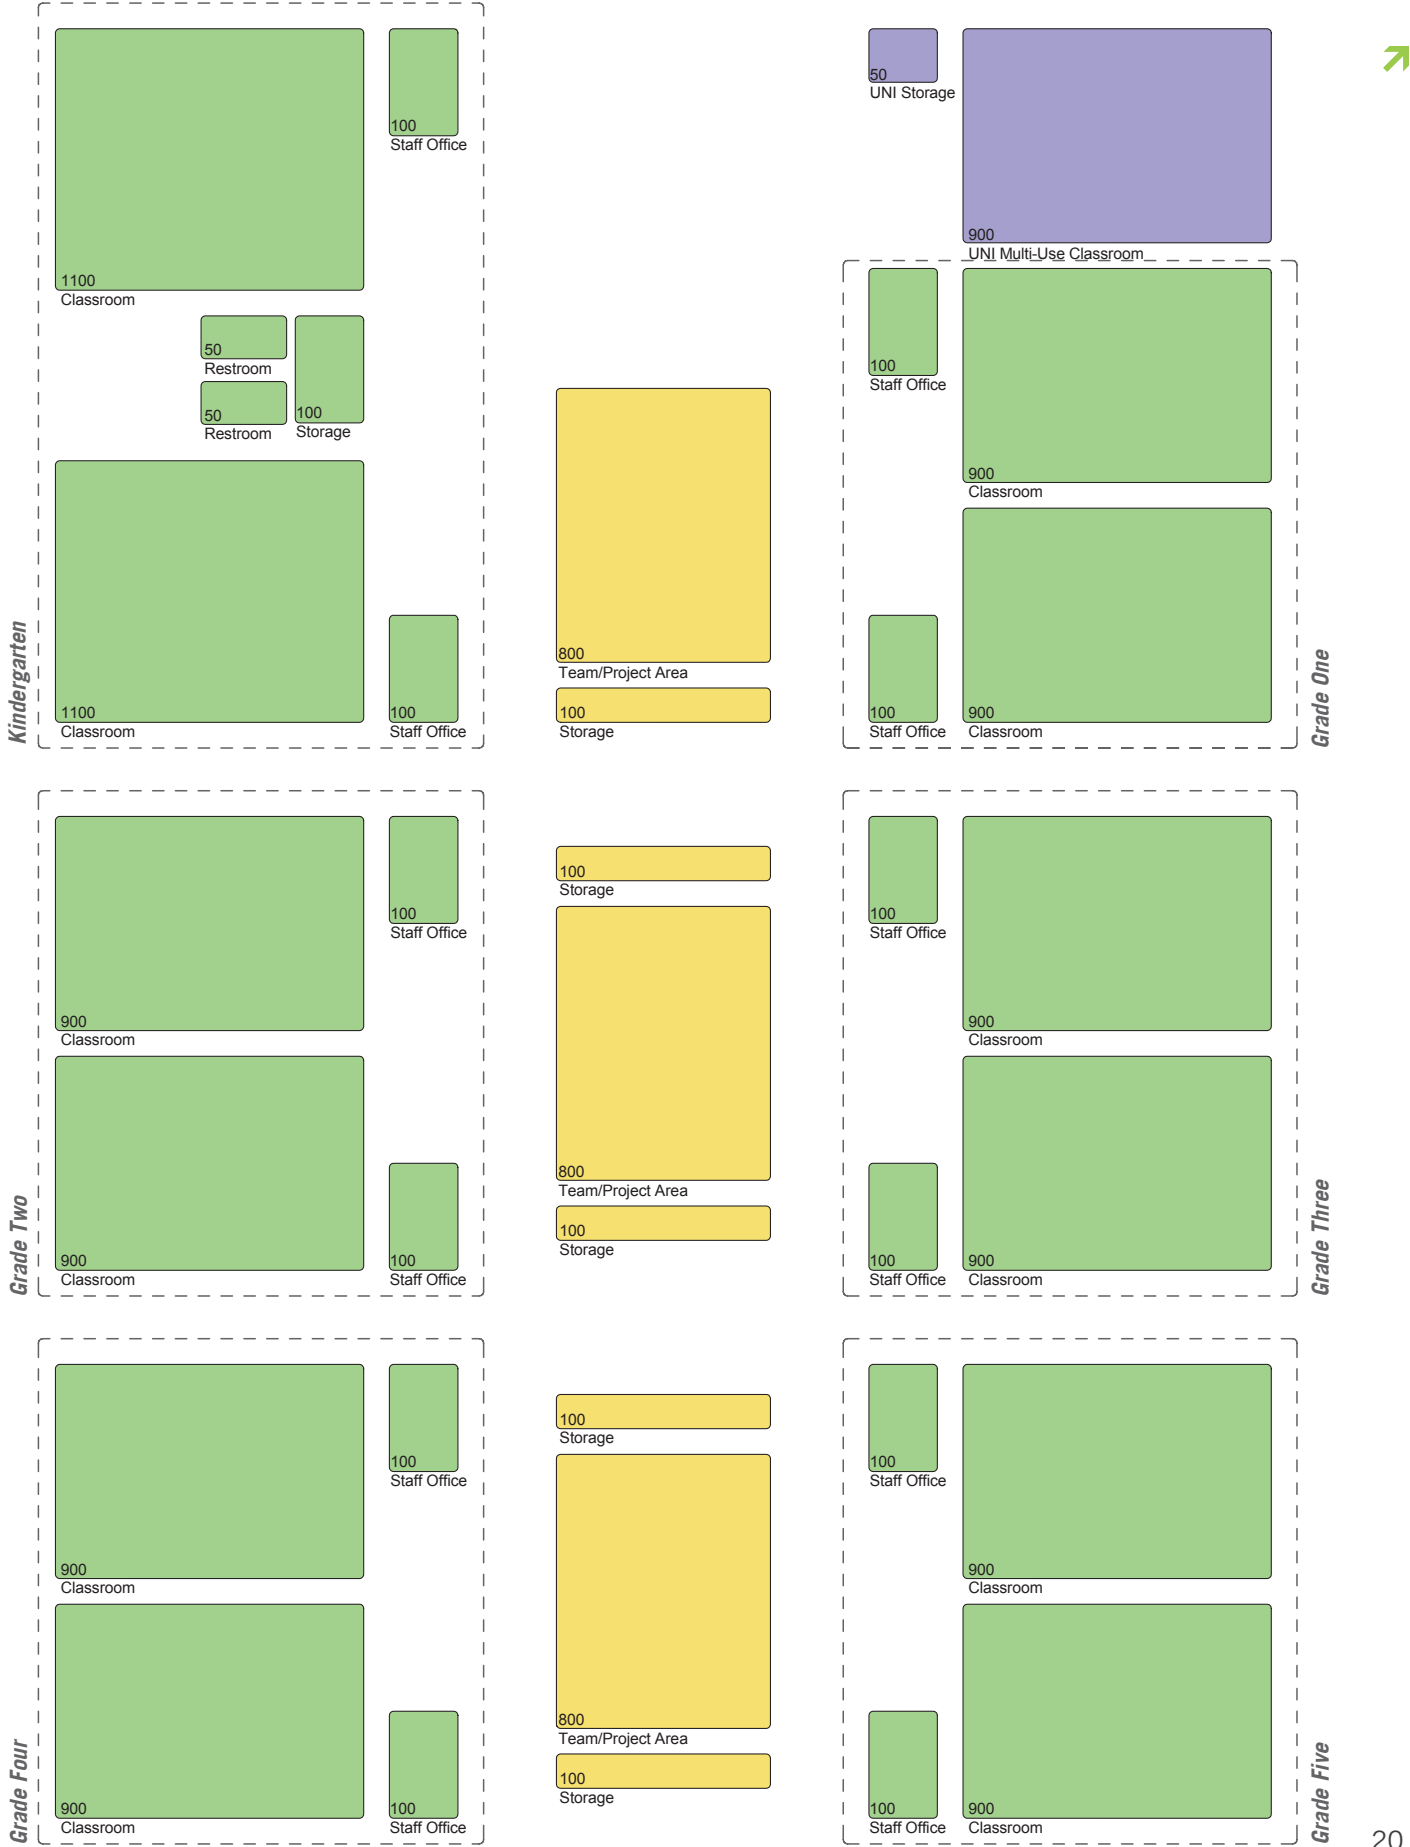 1100
Classroom
100
Staff Office
50
Restroom
50
Restroom
100
Storage
1100
Classroom
100
Staff Office
Kindergarten
800
Team/Project Area
100
Storage
50
UNI Storage
900
UNI Multi-Use Classroom
100
Staff Office
900
Classroom
100
Staff Office
900
Classroom
Grade One
900
Classroom
100
Staff Office
900
Classroom
100
Staff Office
Grade Two
100
Storage
800
Team/Project Area
100
Storage
100
Staff Office
900
Classroom
100
Staff Office
900
Classroom
Grade Three
900
Classroom
100
Staff Office
900
Classroom
100
Staff Office
Grade Four
100
Storage
800
Team/Project Area
100
Storage
100
Staff Office
900
Classroom
100
Staff Office
900
Classroom
Grade Five
20